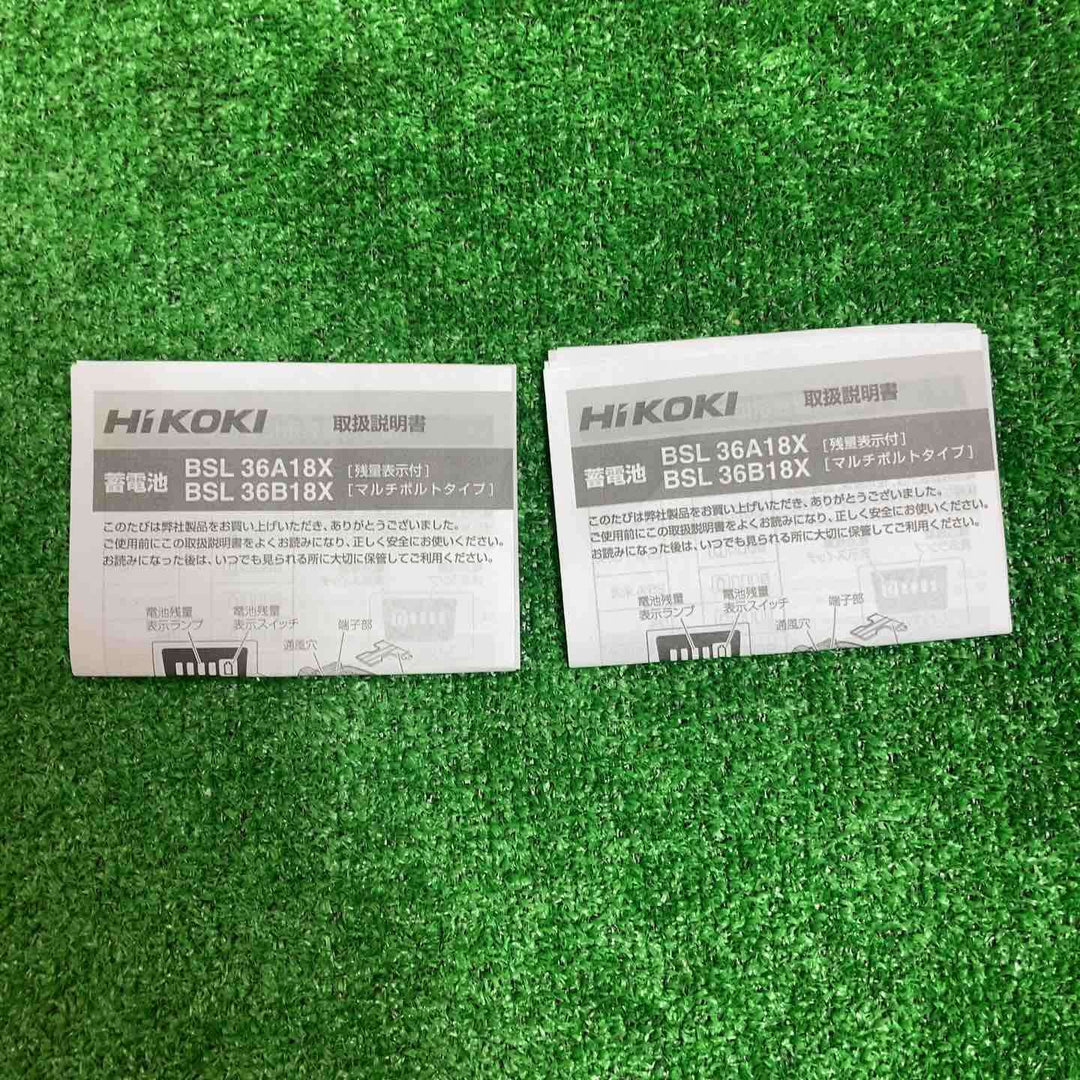 HiKOKI 取扱説明書
蓄電池
BSL 36A18X [残量表示付]
BSL 36B18X [マルチボルトタイプ]
このたびは弊社製品をお買い上げいただき、ありがとうございました。
ご使用前にこの取扱説明書をよくお読みになり、正しく安全にお使いください。
お読みになった後は、いつでも見られる所に大切に保管してご利用ください。
電池残量
表示ランプ
電池残量
表示スイッチ
通風穴
端子部
HiKOKI 取扱説明書
蓄電池
BSL 36A18X [残量表示付]
BSL 36B18X [マルチボルトタイプ]
このたびは弊社製品をお買い上げいただき、ありがとうございました。
ご使用前にこの取扱説明書をよくお読みになり、正しく安全にお使いください。
お読みになった後は、いつでも見られる所に大切に保管してご利用ください。
電池残量
表示ランプ
電池残量
表示スイッチ
通風穴
端子部